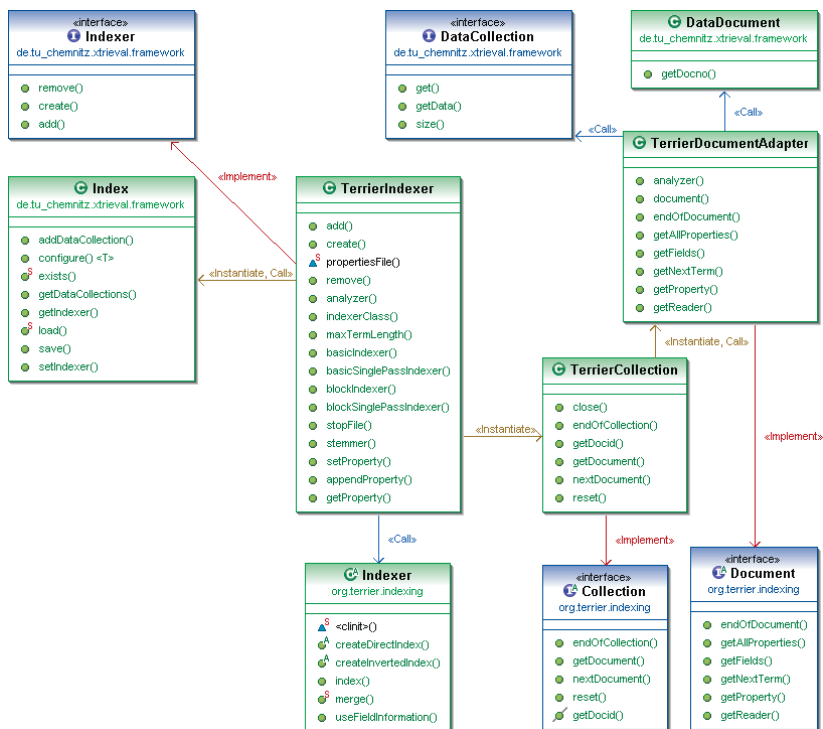 «interface»
I Indexer
de.tu_chemnitz.xtrieval.framework
remove()
create()
add()
«interface»
I DataCollection
de.tu_chemnitz.xtrieval.framework
get()
getData()
size()
C DataDocument
de.tu_chemnitz.xtrieval.framework
getDocno()
«Call»
«Call»
C TerrierDocumentAdapter
analyzer()
document()
endOfDocument()
getAllProperties()
getFields()
getNextTerm()
getProperty()
getReader()
«Implement»
C Index
de.tu_chemnitz.xtrieval.framework
addDataCollection()
configure() <T>
S exists()
getDataCollections()
getIndexer()
S load()
save()
setIndexer()
«Instantiate, Call»
C TerrierIndexer
add()
create()
S propertiesFile()
remove()
analyzer()
indexerClass()
maxTermLength()
basicIndexer()
basicSinglePassIndexer()
blockIndexer()
blockSinglePassIndexer()
stopFile()
stemmer()
setProperty()
appendProperty()
getProperty()
«Instantiate»
«Instantiate, Call»
C TerrierCollection
close()
endOfCollection()
getDocid()
getDocument()
nextDocument()
reset()
«Implement»
«Call»
«Implement»
C A Indexer
org.terrier.indexing
S <clinit>()
A createDirectIndex()
A createInvertedIndex()
index()
S merge()
useFieldInformation()
«interface»
I A Collection
org.terrier.indexing
endOfCollection()
getDocument()
nextDocument()
reset()
getDocid()
«interface»
I A Document
org.terrier.indexing
endOfDocument()
getAllProperties()
getFields()
getNextTerm()
getProperty()
getReader()